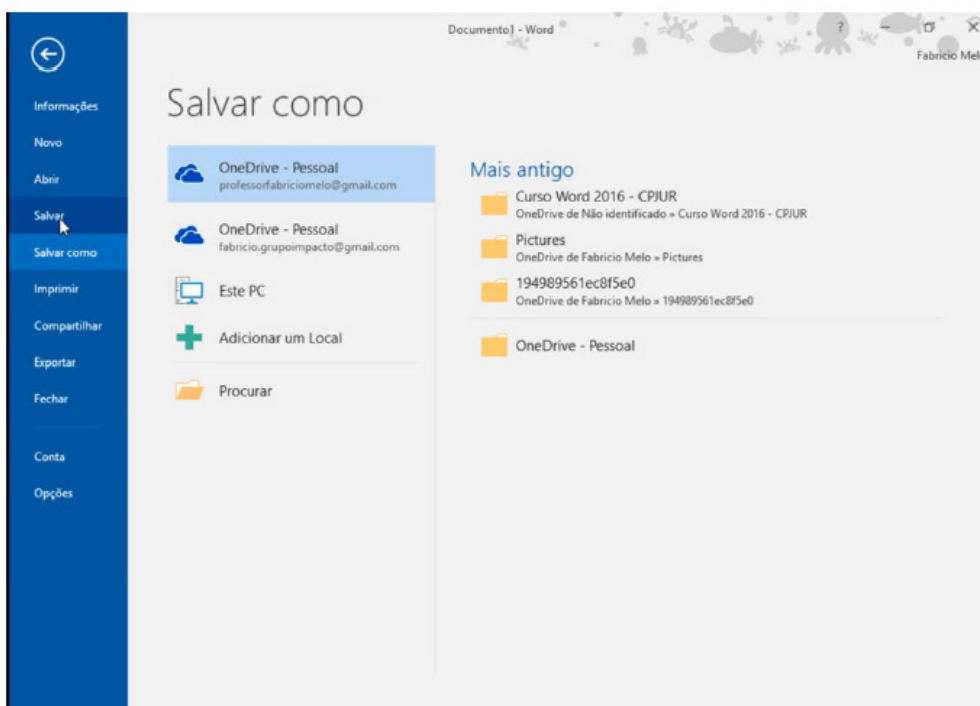 Documento1 - Word
?
Fabricio Mel
Informações
Novo
Abrir
Salvar
Salvar como
Imprimir
Compartilhar
Exportar
Fechar
Conta
Opções
Salvar como
OneDrive - Pessoal
professorfabriciomelo@gmail.com
OneDrive - Pessoal
fabricio.grupoimpacto@gmail.com
Este PC
Adicionar um Local
Procurar
Mais antigo
Curso Word 2016 - CPJUR
OneDrive de Não identificado » Curso Word 2016 - CPJUR
Pictures
OneDrive de Fabricio Melo » Pictures
194989561ec8f5e0
OneDrive de Fabricio Melo » 194989561ec8f5e0
OneDrive - Pessoal